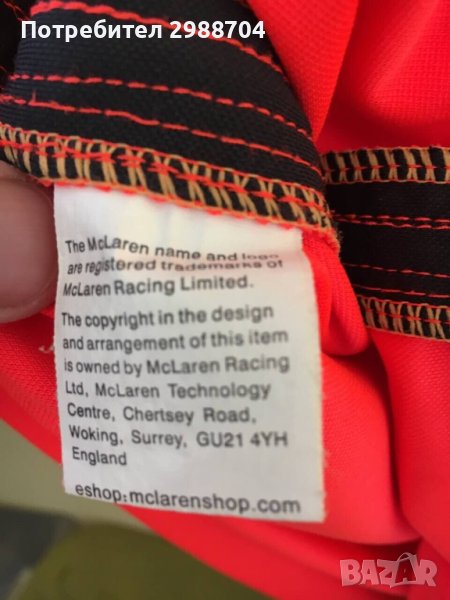 Потребител 2988704
The McLaren name and logo
are registered trademarks of
McLaren Racing Limited.
The copyright in the design
and arrangement of this item
is owned by McLaren Racing
Ltd, McLaren Technology
Centre, Chertsey Road,
Woking, Surrey, GU21 4YH
England
eshop:mclarenshop.com
BAZAR